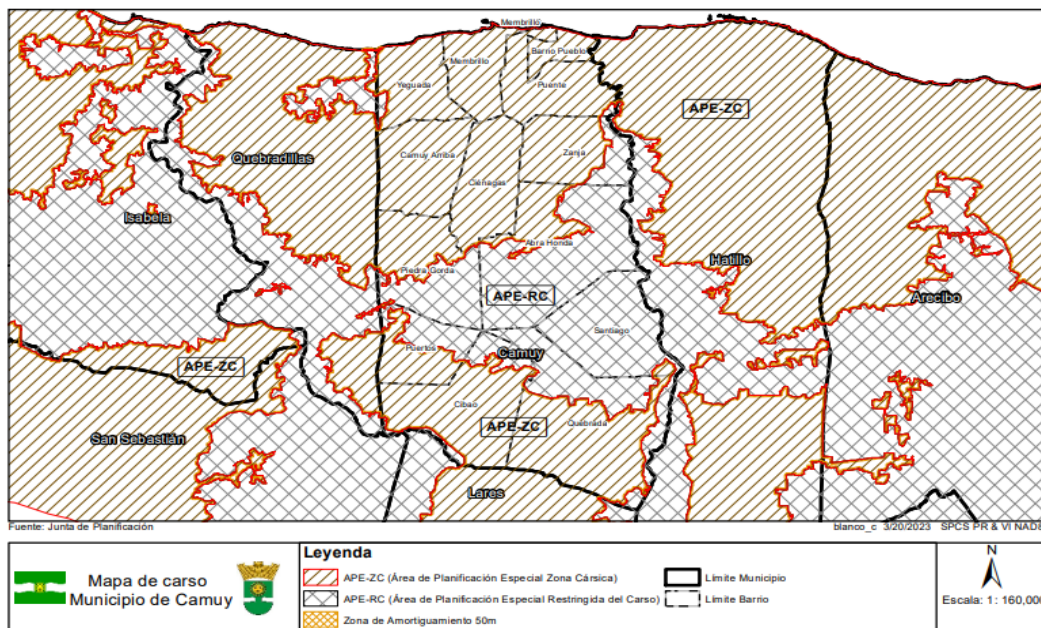 Membrillo
Barrio Pueblo
Membrillo
Yeguada
Puente
APE-ZC
Camuy Arriba
Zanja
Quebradillas
Ciénagas
Isabela
Abra Honda
Hatillo
Piedra Gorda
APE-RC
Arecibo
Santiago
Puertos
Camuy
APE-ZC
Cibao
Quebrada
APE-ZC
San Sebastián
Lares
Fuente: Junta de Planificación
blanco_c 3/20/2023 SPCS PR & VI NAD8
Mapa de carso
Municipio de Camuy
Leyenda
APE-ZC (Área de Planificación Especial Zona Cársica)
APE-RC (Área de Planificación Especial Restringida del Carso)
Zona de Amortiguamiento 50m
Límite Municipio
Límite Barrio
N
Escala: 1: 160,000